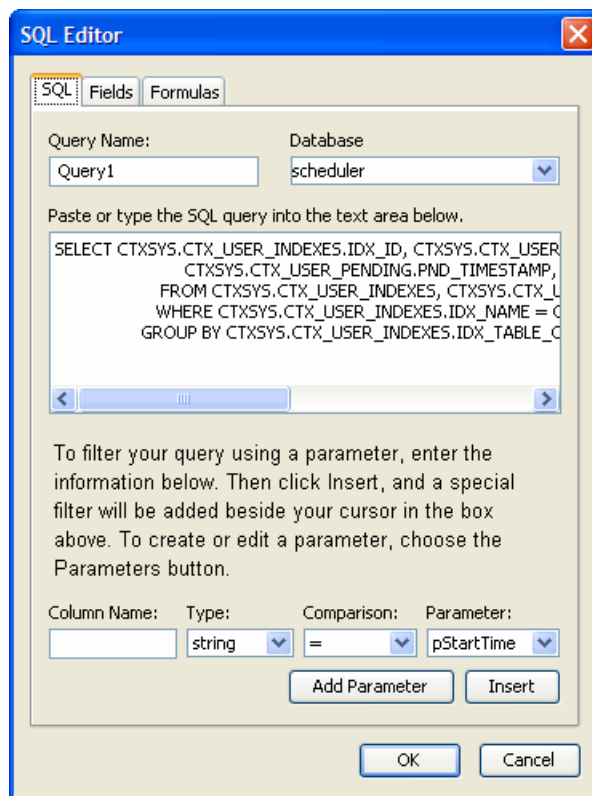 SQL Editor
SQL Fields Formulas
Query Name: Database
Query1 scheduler
Paste or type the SQL query into the text area below.
SELECT CTXSYS.CTX_USER_INDEXES.IDX_ID, CTXSYS.CTX_USER
CTXSYS.CTX_USER_PENDING.PND_TIMESTAMP,
FROM CTXSYS.CTX_USER_INDEXES, CTXSYS.CTX_U
WHERE CTXSYS.CTX_USER_INDEXES.IDX_NAME = C
GROUP BY CTXSYS.CTX_USER_INDEXES.IDX_TABLE_C
To filter your query using a parameter, enter the
information below. Then click Insert, and a special
filter will be added beside your cursor in the box
above. To create or edit a parameter, choose the
Parameters button.
Column Name: Type: Comparison: Parameter:
string = pStartTime
Add Parameter Insert
OK Cancel